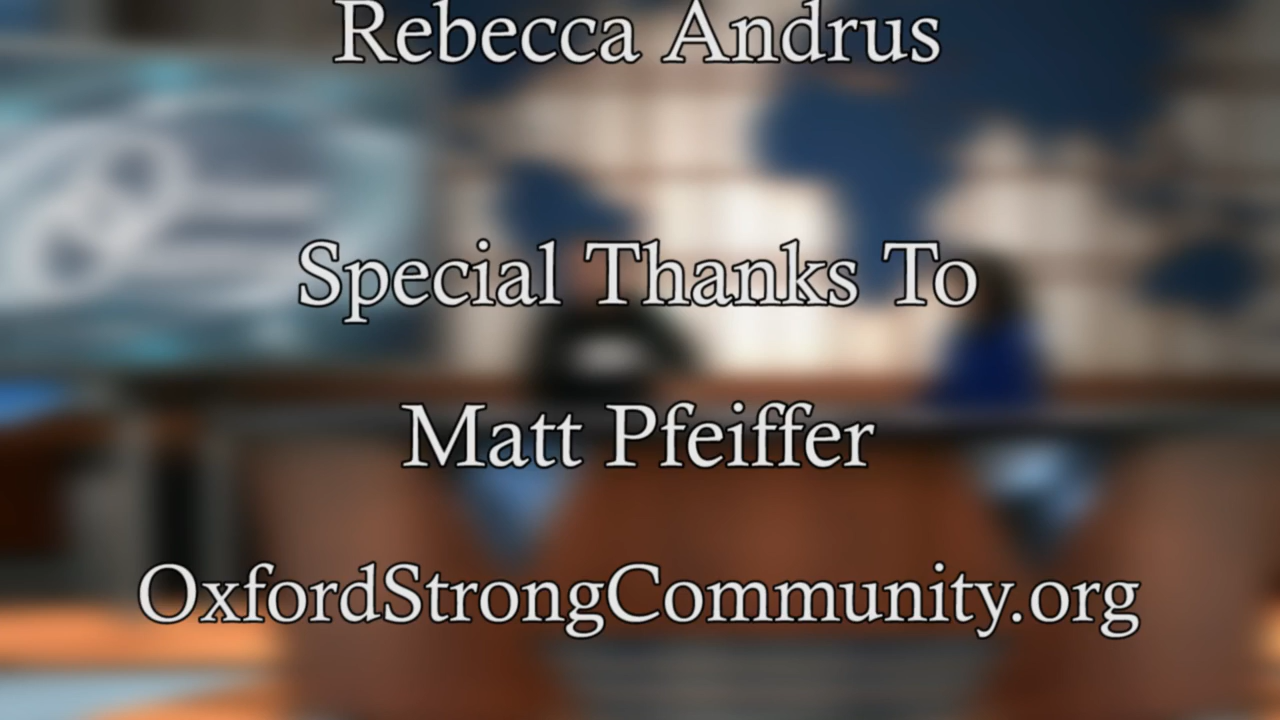 Rebecca Andrus
Special Thanks To
Matt Pfeiffer
OxfordStrongCommunity.org